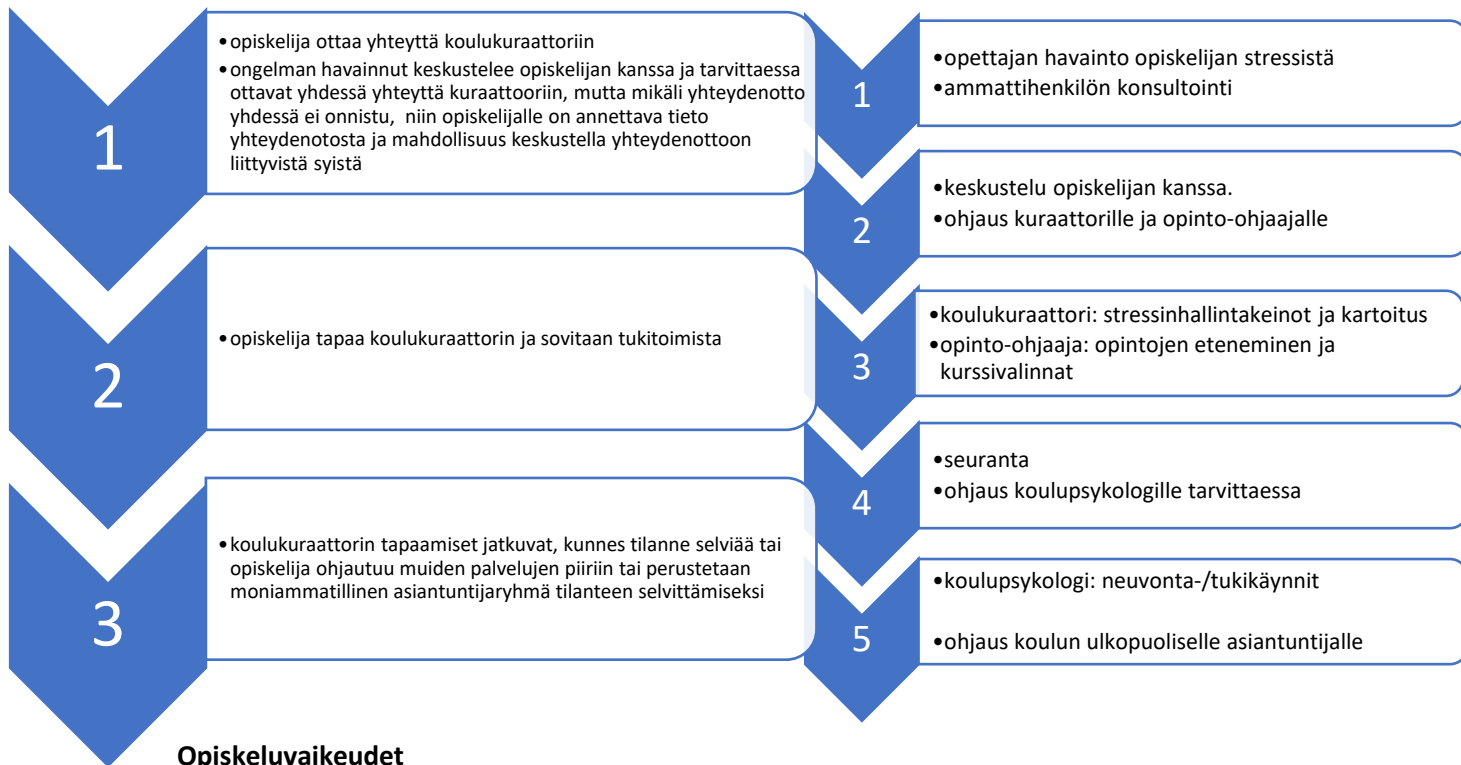 1
•opiskelija ottaa yhteyttä koulukuraattoriin
•ongelman havainnut keskustelee opiskelijan kanssa ja tarvittaessa
ottavat yhdessä yhteyttä kuraattooriin, mutta mikäli yhteydenotto
yhdessä ei onnistu, niin opiskelijalle on annettava tieto
yhteydenotosta ja mahdollisuus keskustella yhteydenottoon
liittyvistä syistä
2
•opiskelija tapaa koulukuraattorin ja sovitaan tukitoimista
3
•koulukuraattorin tapaamiset jatkuvat, kunnes tilanne selviää tai
opiskelija ohjautuu muiden palvelujen piiriin tai perustetaan
moniammatillinen asiantuntijaryhmä tilanteen selvittämiseksi
1
•opettajan havainto opiskelijan stressistä
•ammattihenkilön konsultointi
2
•keskustelu opiskelijan kanssa.
•ohjaus kuraattorille ja opinto-ohjaajalle
3
•koulukuraattori: stressinhallintakeinot ja kartoitus
•opinto-ohjaaja: opintojen eteneminen ja
kurssivalinnat
4
•seuranta
•ohjaus koulupsykologille tarvittaessa
5
•koulupsykologi: neuvonta-/tukikäynnit
•ohjaus koulun ulkopuoliselle asiantuntijalle
Opiskeluvaikeudet